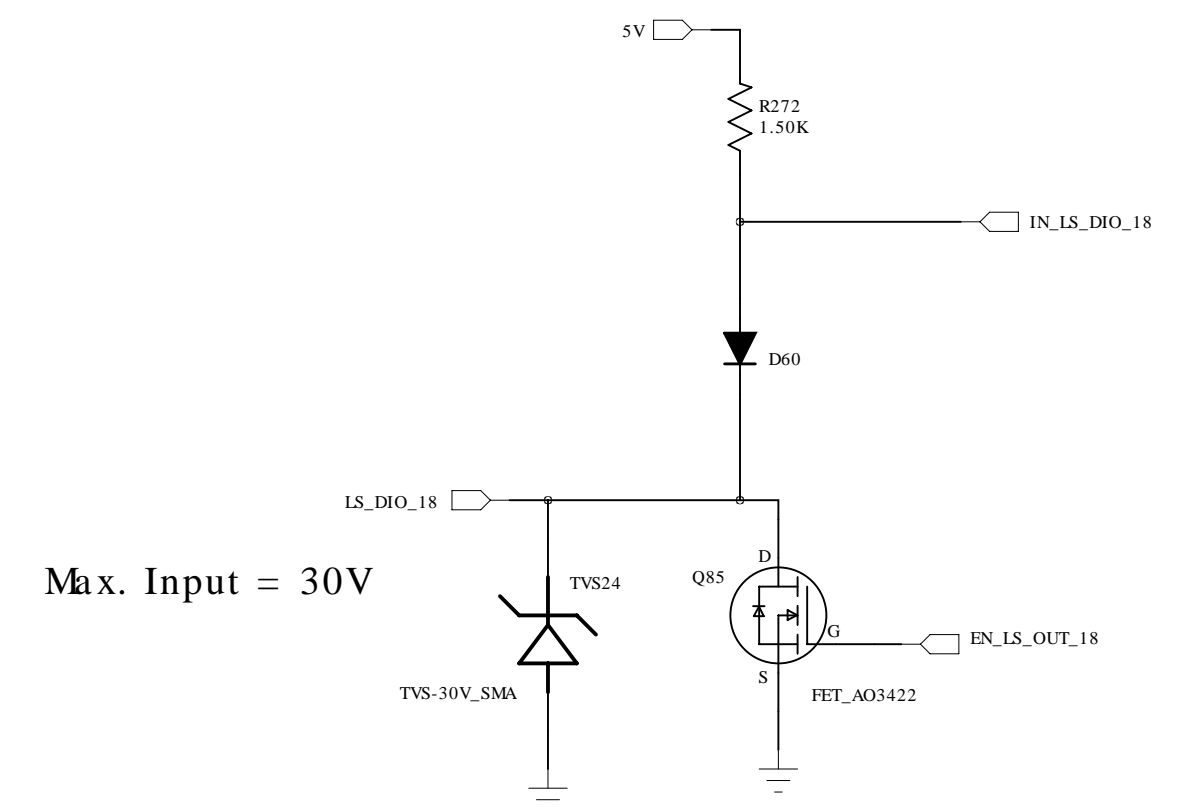 5V
R272
1.50K
IN_LS_DIO_18
D60
LS_DIO_18
D
Max. Input = 30V
TVS24
Q85
G
EN_LS_OUT_18
S
TVS-30V_SMA
FET_AO3422